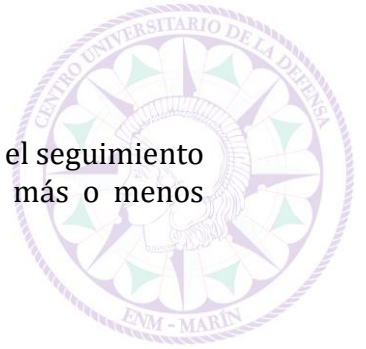 CENTRO UNIVERSITARIO DE LA DEFENSA
el seguimiento
más o menos
ENM - MARÍN